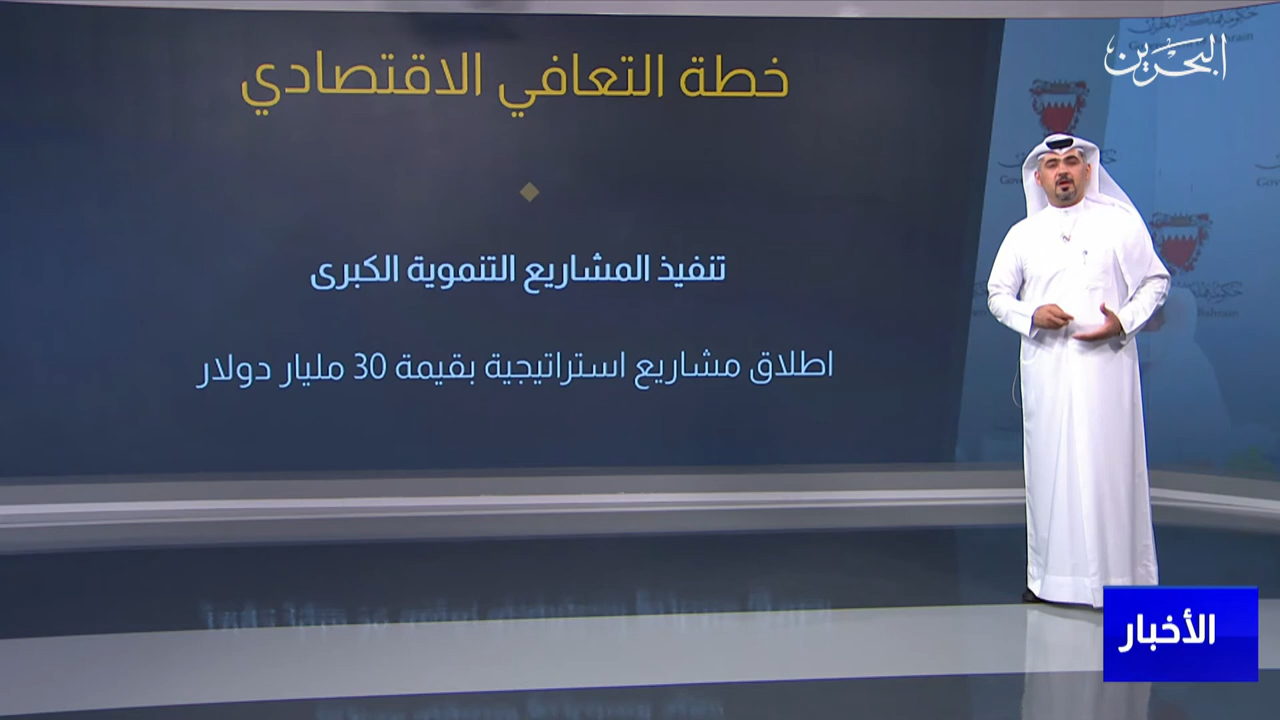 خطة التعافي الاقتصادي
البحرين
تنفيذ المشاريع التنموية الكبرى
اطلاق مشاريع استراتيجية بقيمة 30 مليار دولار
الأخبار